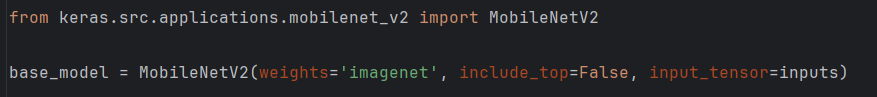 from keras.src.applications.mobilenet_v2 import MobileNetV2
base_model = MobileNetV2(weights='imagenet', include_top=False, input_tensor=inputs)